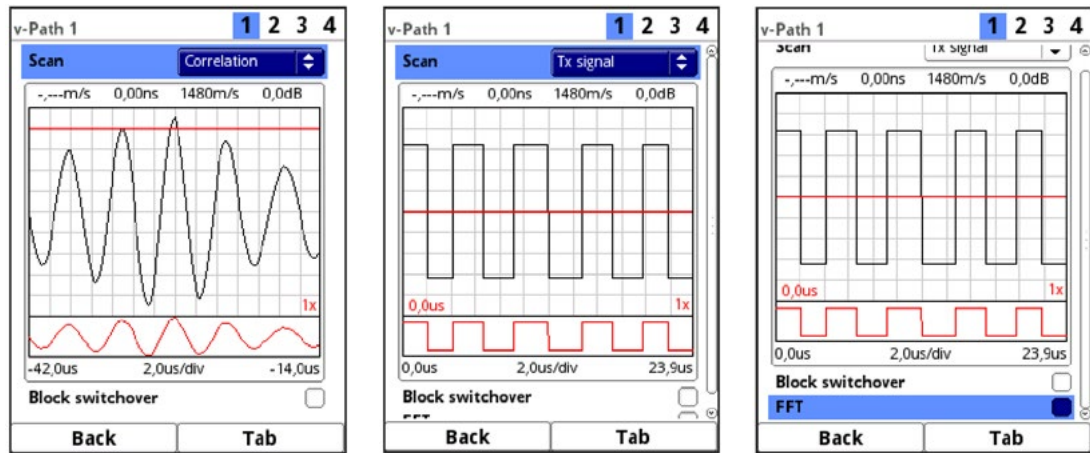 v-Path 1 1 2 3 4
Scan Correlation
-,---m/s 0,00ns 1480m/s 0,0dB
1x
-42,0us 2,0us/div -14,0us
Block switchover
Back Tab
v-Path 1 1 2 3 4
Scan Tx signal
-,---m/s 0,00ns 1480m/s 0,0dB
0,0us 1x
0,0us 2,0us/div 23,9us
Block switchover
FFT
Back Tab
v-Path 1 1 2 3 4
Scan Tx signal
-,---m/s 0,00ns 1480m/s 0,0dB
0,0us 1x
0,0us 2,0us/div 23,9us
Block switchover
FFT
Back Tab